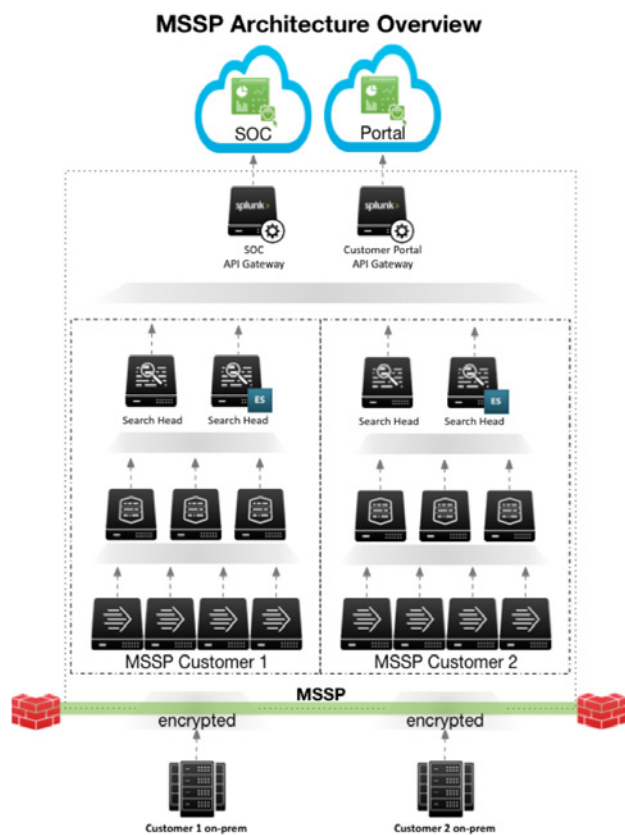 MSSP Architecture Overview
SOC
Portal
splunk>
splunk>
SOC
API Gateway
Customer Portal
API Gateway
ES
ES
Search Head
Search Head
Search Head
Search Head
MSSP Customer 1
MSSP Customer 2
MSSP
encrypted
encrypted
Customer 1 on-prem
Customer 2 on-prem